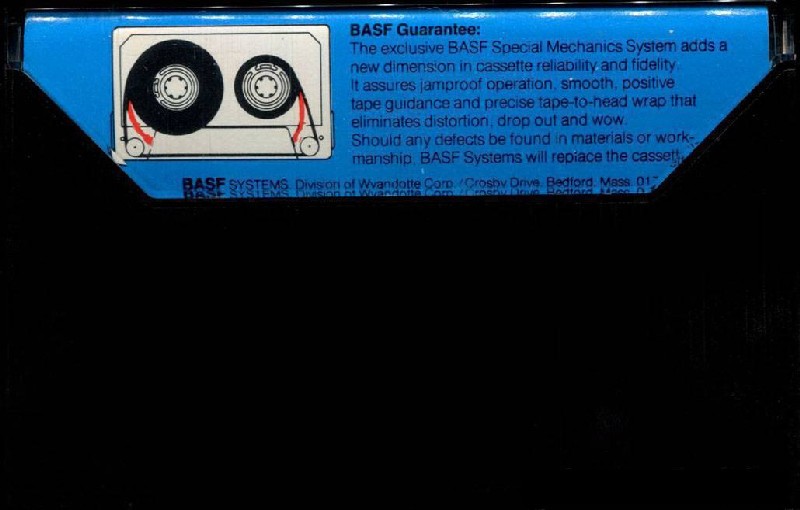 BASF Guarantee:
The exclusive BASF Special Mechanics System adds a
new dimension in cassette reliability and fidelity.
It assures jamproof operation, smooth, positive
tape guidance and precise tape-to-head wrap that
eliminates distortion, drop out and wow.
Should any defects be found in materials or work-
manship, BASF Systems will replace the cassett
BASF SYSTEMS, Division of Wyandotte Corp. / Crosby Drive, Bedford, Mass. 01